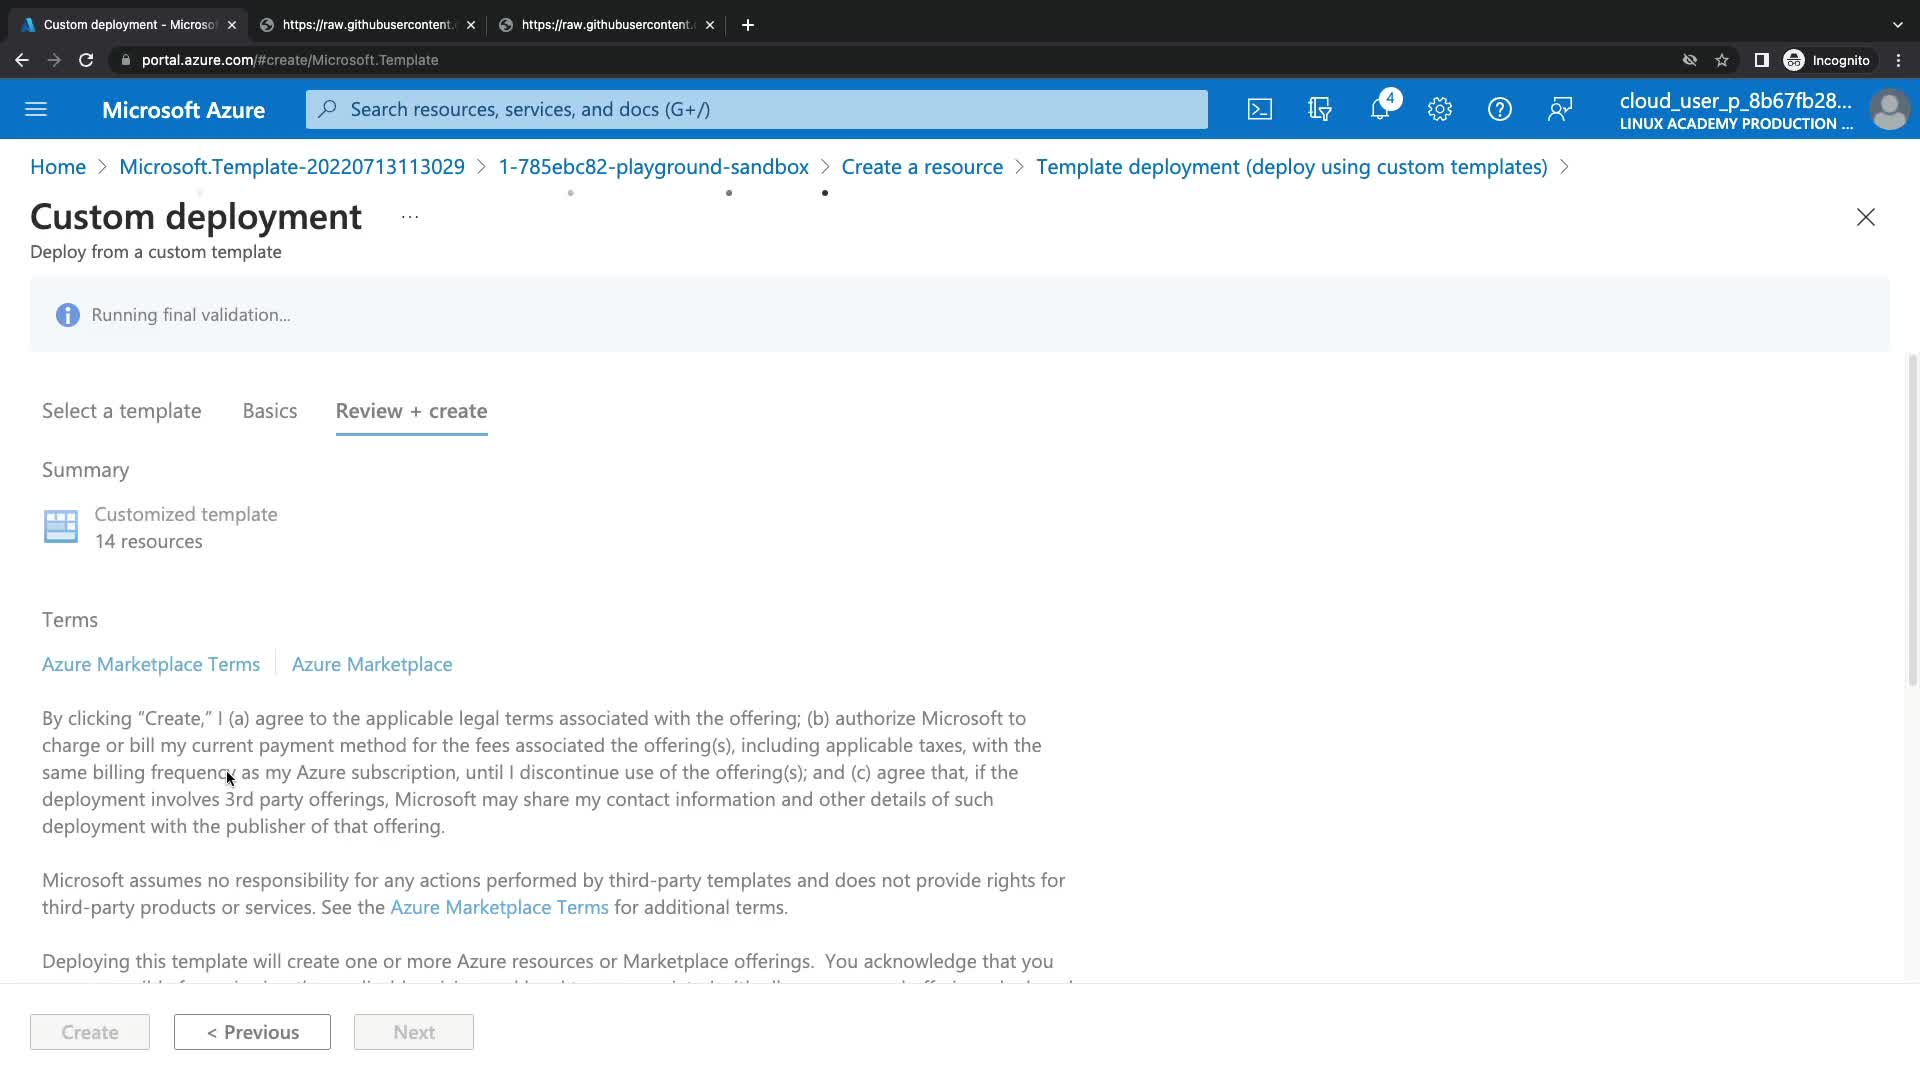 Custom deployment - Microso
https://raw.githubusercontent.
https://raw.githubusercontent.
portal.azure.com/#create/Microsoft.Template
Incognito
Microsoft Azure
Search resources, services, and docs (G+/)
4
cloud_user_p_8b67fb28...
LINUX ACADEMY PRODUCTION ...
Home > Microsoft.Template-20220713113029 > 1-785ebc82-playground-sandbox > Create a resource > Template deployment (deploy using custom templates) >
Custom deployment ...
Deploy from a custom template
Running final validation...
Select a template Basics Review + create
Summary
Customized template
14 resources
Terms
Azure Marketplace Terms Azure Marketplace
By clicking “Create,” I (a) agree to the applicable legal terms associated with the offering; (b) authorize Microsoft to
charge or bill my current payment method for the fees associated the offering(s), including applicable taxes, with the
same billing frequency as my Azure subscription, until I discontinue use of the offering(s); and (c) agree that, if the
deployment involves 3rd party offerings, Microsoft may share my contact information and other details of such
deployment with the publisher of that offering.
Microsoft assumes no responsibility for any actions performed by third-party templates and does not provide rights for
third-party products or services. See the Azure Marketplace Terms for additional terms.
Deploying this template will create one or more Azure resources or Marketplace offerings. You acknowledge that you
Create < Previous Next